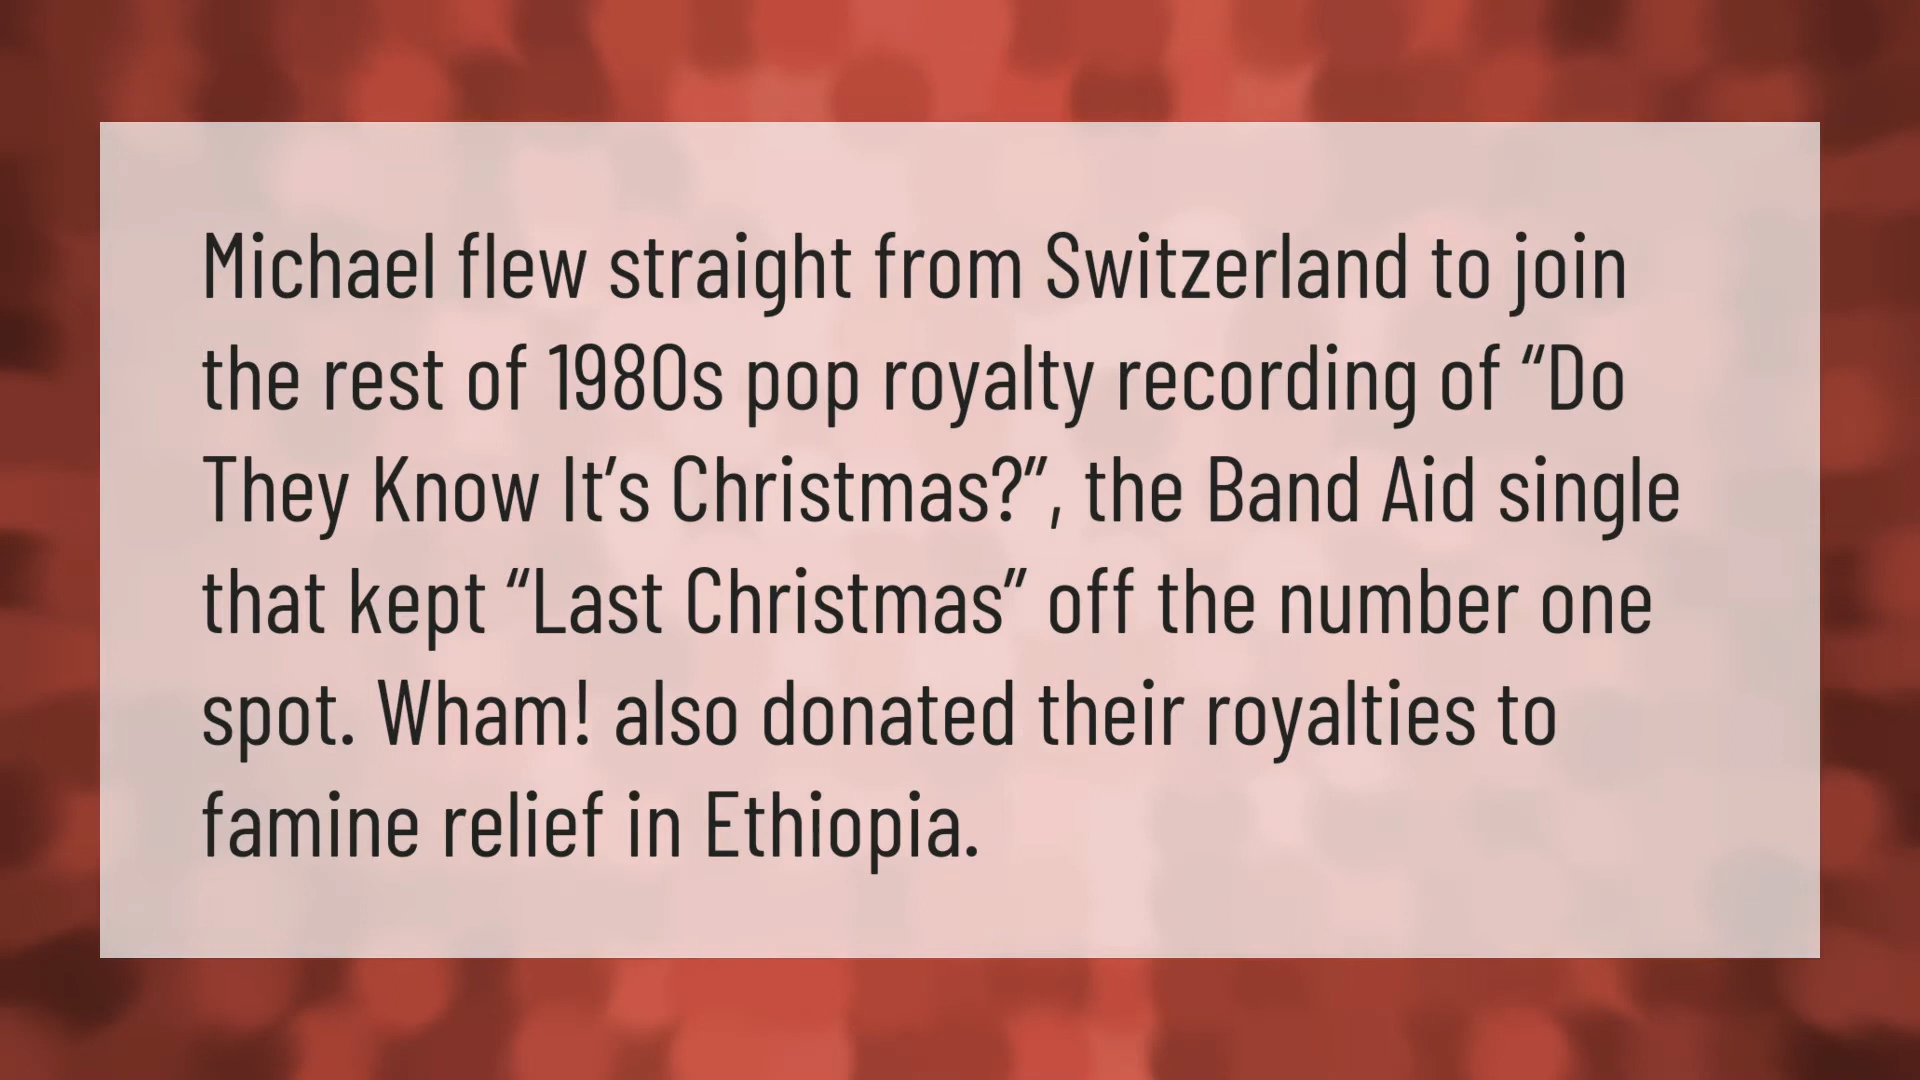 Michael flew straight from Switzerland to join
the rest of 1980s pop royalty recording of “Do
They Know It’s Christmas?”, the Band Aid single
that kept “Last Christmas” off the number one
spot. Wham! also donated their royalties to
famine relief in Ethiopia.